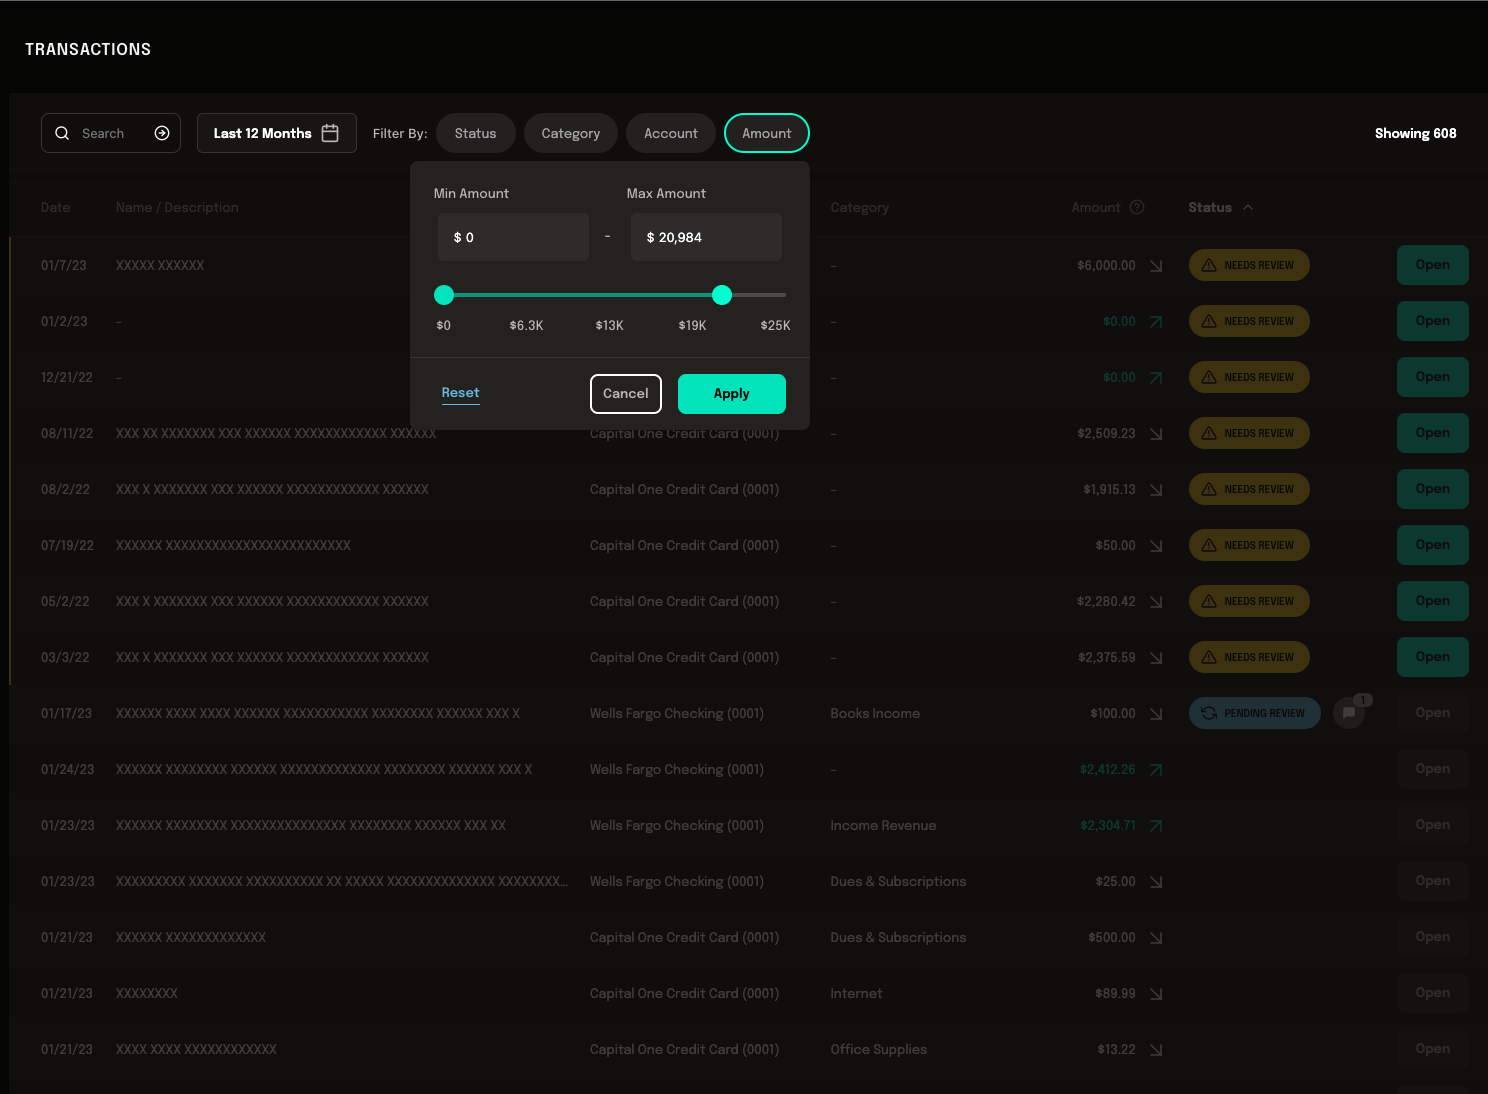 TRANSACTIONS
Search Last 12 Months Filter By: Status Category Account Amount Showing 608
Min Amount Max Amount
$ 0 - $ 20,984
$0 $6.3K $13K $19K $25K
Reset Cancel Apply
Date Name / Description Category Amount Status
01/7/23 XXXXX XXXXXX - $6,000.00 NEEDS REVIEW Open
01/2/23 - - $0.00 NEEDS REVIEW Open
12/21/22 - - $0.00 NEEDS REVIEW Open
08/11/22 XXX XX XXXXXXX XXX XXXXXX XXXXXXXXXXXX XXXXXX Capital One Credit Card (0001) - $2,509.23 NEEDS REVIEW Open
08/2/22 XXX X XXXXXXX XXX XXXXXX XXXXXXXXXXXX XXXXXX Capital One Credit Card (0001) - $1,915.13 NEEDS REVIEW Open
07/19/22 XXXXXX XXXXXXXXXXXXXXXXXXXXXXXX Capital One Credit Card (0001) - $50.00 NEEDS REVIEW Open
05/2/22 XXX X XXXXXXX XXX XXXXXX XXXXXXXXXXXX XXXXXX Capital One Credit Card (0001) - $2,280.42 NEEDS REVIEW Open
03/3/22 XXX X XXXXXXX XXX XXXXXX XXXXXXXXXXXX XXXXXX Capital One Credit Card (0001) - $2,375.59 NEEDS REVIEW Open
01/17/23 XXXXXX XXXX XXXX XXXXXX XXXXXXXXXXX XXXXXXXX XXXXXX XXX X Wells Fargo Checking (0001) Books Income $100.00 PENDING REVIEW 1 Open
01/24/23 XXXXXX XXXXXXXX XXXXXX XXXXXXXXXXXXX XXXXXXXX XXXXXX XXX X Wells Fargo Checking (0001) - $2,412.26 Open
01/23/23 XXXXXX XXXXXXXX XXXXXXXXXXXXXXX XXXXXXXX XXXXXX XXX XX Wells Fargo Checking (0001) Income Revenue $2,304.71 Open
01/23/23 XXXXXXXXX XXXXXXX XXXXXXXXXX XX XXXXX XXXXXXXXXXXXXX XXXXXXXX... Wells Fargo Checking (0001) Dues & Subscriptions $25.00 Open
01/21/23 XXXXXX XXXXXXXXXXXXX Capital One Credit Card (0001) Dues & Subscriptions $500.00 Open
01/21/23 XXXXXXXX Capital One Credit Card (0001) Internet $89.99 Open
01/21/23 XXXX XXXX XXXXXXXXXXXX Capital One Credit Card (0001) Office Supplies $13.22 Open